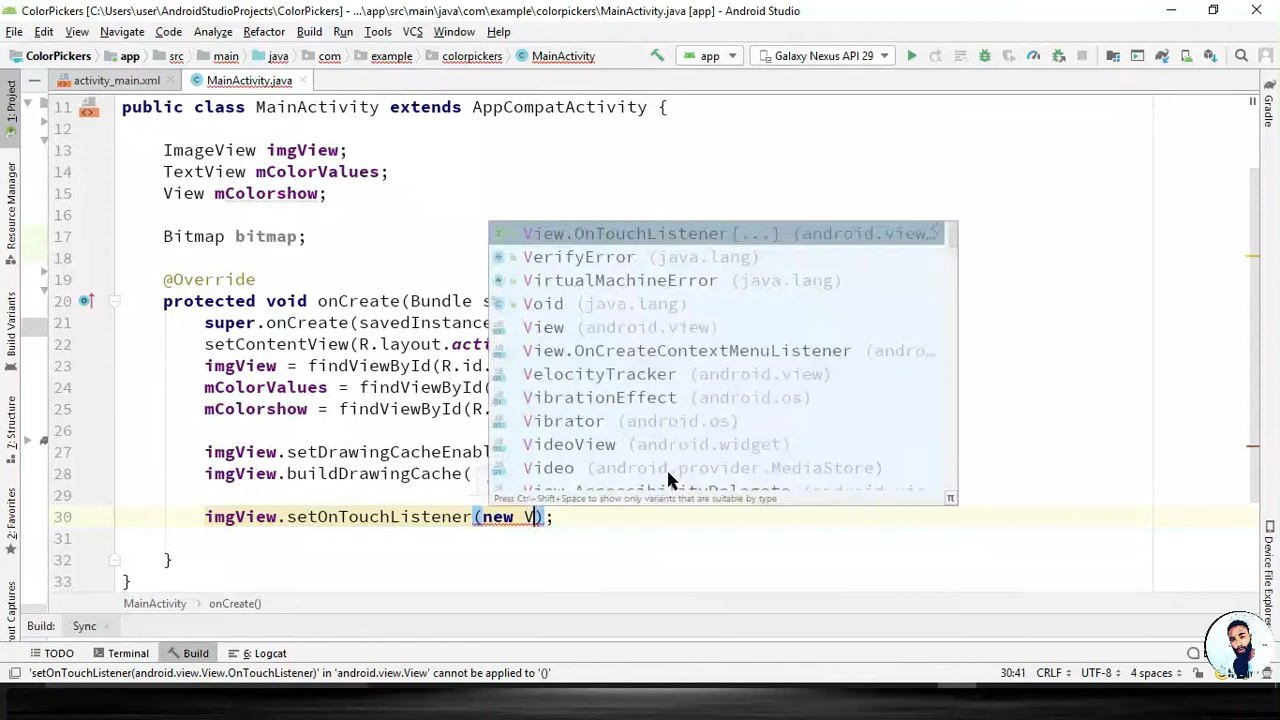 ColorPickers [C:\Users\user\AndroidStudioProjects\ColorPickers] - ...\app\src\main\java\com\example\colorpickers\MainActivity.java [app] - Android Studio
File Edit View Navigate Code Analyze Refactor Build Run Tools VCS Window Help
ColorPickers app src main java com example colorpickers MainActivity app Galaxy Nexus API 29
activity_main.xml MainActivity.java
11 public class MainActivity extends AppCompatActivity {
12
13 ImageView imgView;
14 TextView mColorValues;
15 View mColorshow;
16
17 Bitmap bitmap;
18
19 @Override
20 protected void onCreate(Bundle s
21 super.onCreate(savedInstance
22 setContentView(R.layout.acti
23 imgView = findViewById(R.id.
24 mColorValues = findViewById(
25 mColorshow = findViewById(R
26
27 imgView.setDrawingCacheEnabl
28 imgView.buildDrawingCache(
29
30 imgView.setOnTouchListener(new V);
31
32 }
33 }
View.OnTouchListener{...} (android.view...
VerifyError (java.lang)
VirtualMachineError (java.lang)
Void (java.lang)
View (android.view)
View.OnCreateContextMenuListener (andro...
VelocityTracker (android.view)
VibrationEffect (android.os)
Vibrator (android.os)
VideoView (android.widget)
Video (android.provider.MediaStore)
View.AccessibilityDelegate (android.vie...
Press Ctrl+Shift+Space to show only variants that are suitable by type π
1: Project
Resource Manager
Build Variants
7: Structure
2: Favorites
out Captures
Gradle
Device File Explorer
MainActivity › onCreate()
Build: Sync
TODO Terminal Build 6: Logcat
'setOnTouchListener(android.view.View.OnTouchListener)' in 'android.view.View' cannot be applied to '()' 30:41 CRLF UTF-8 4 spaces